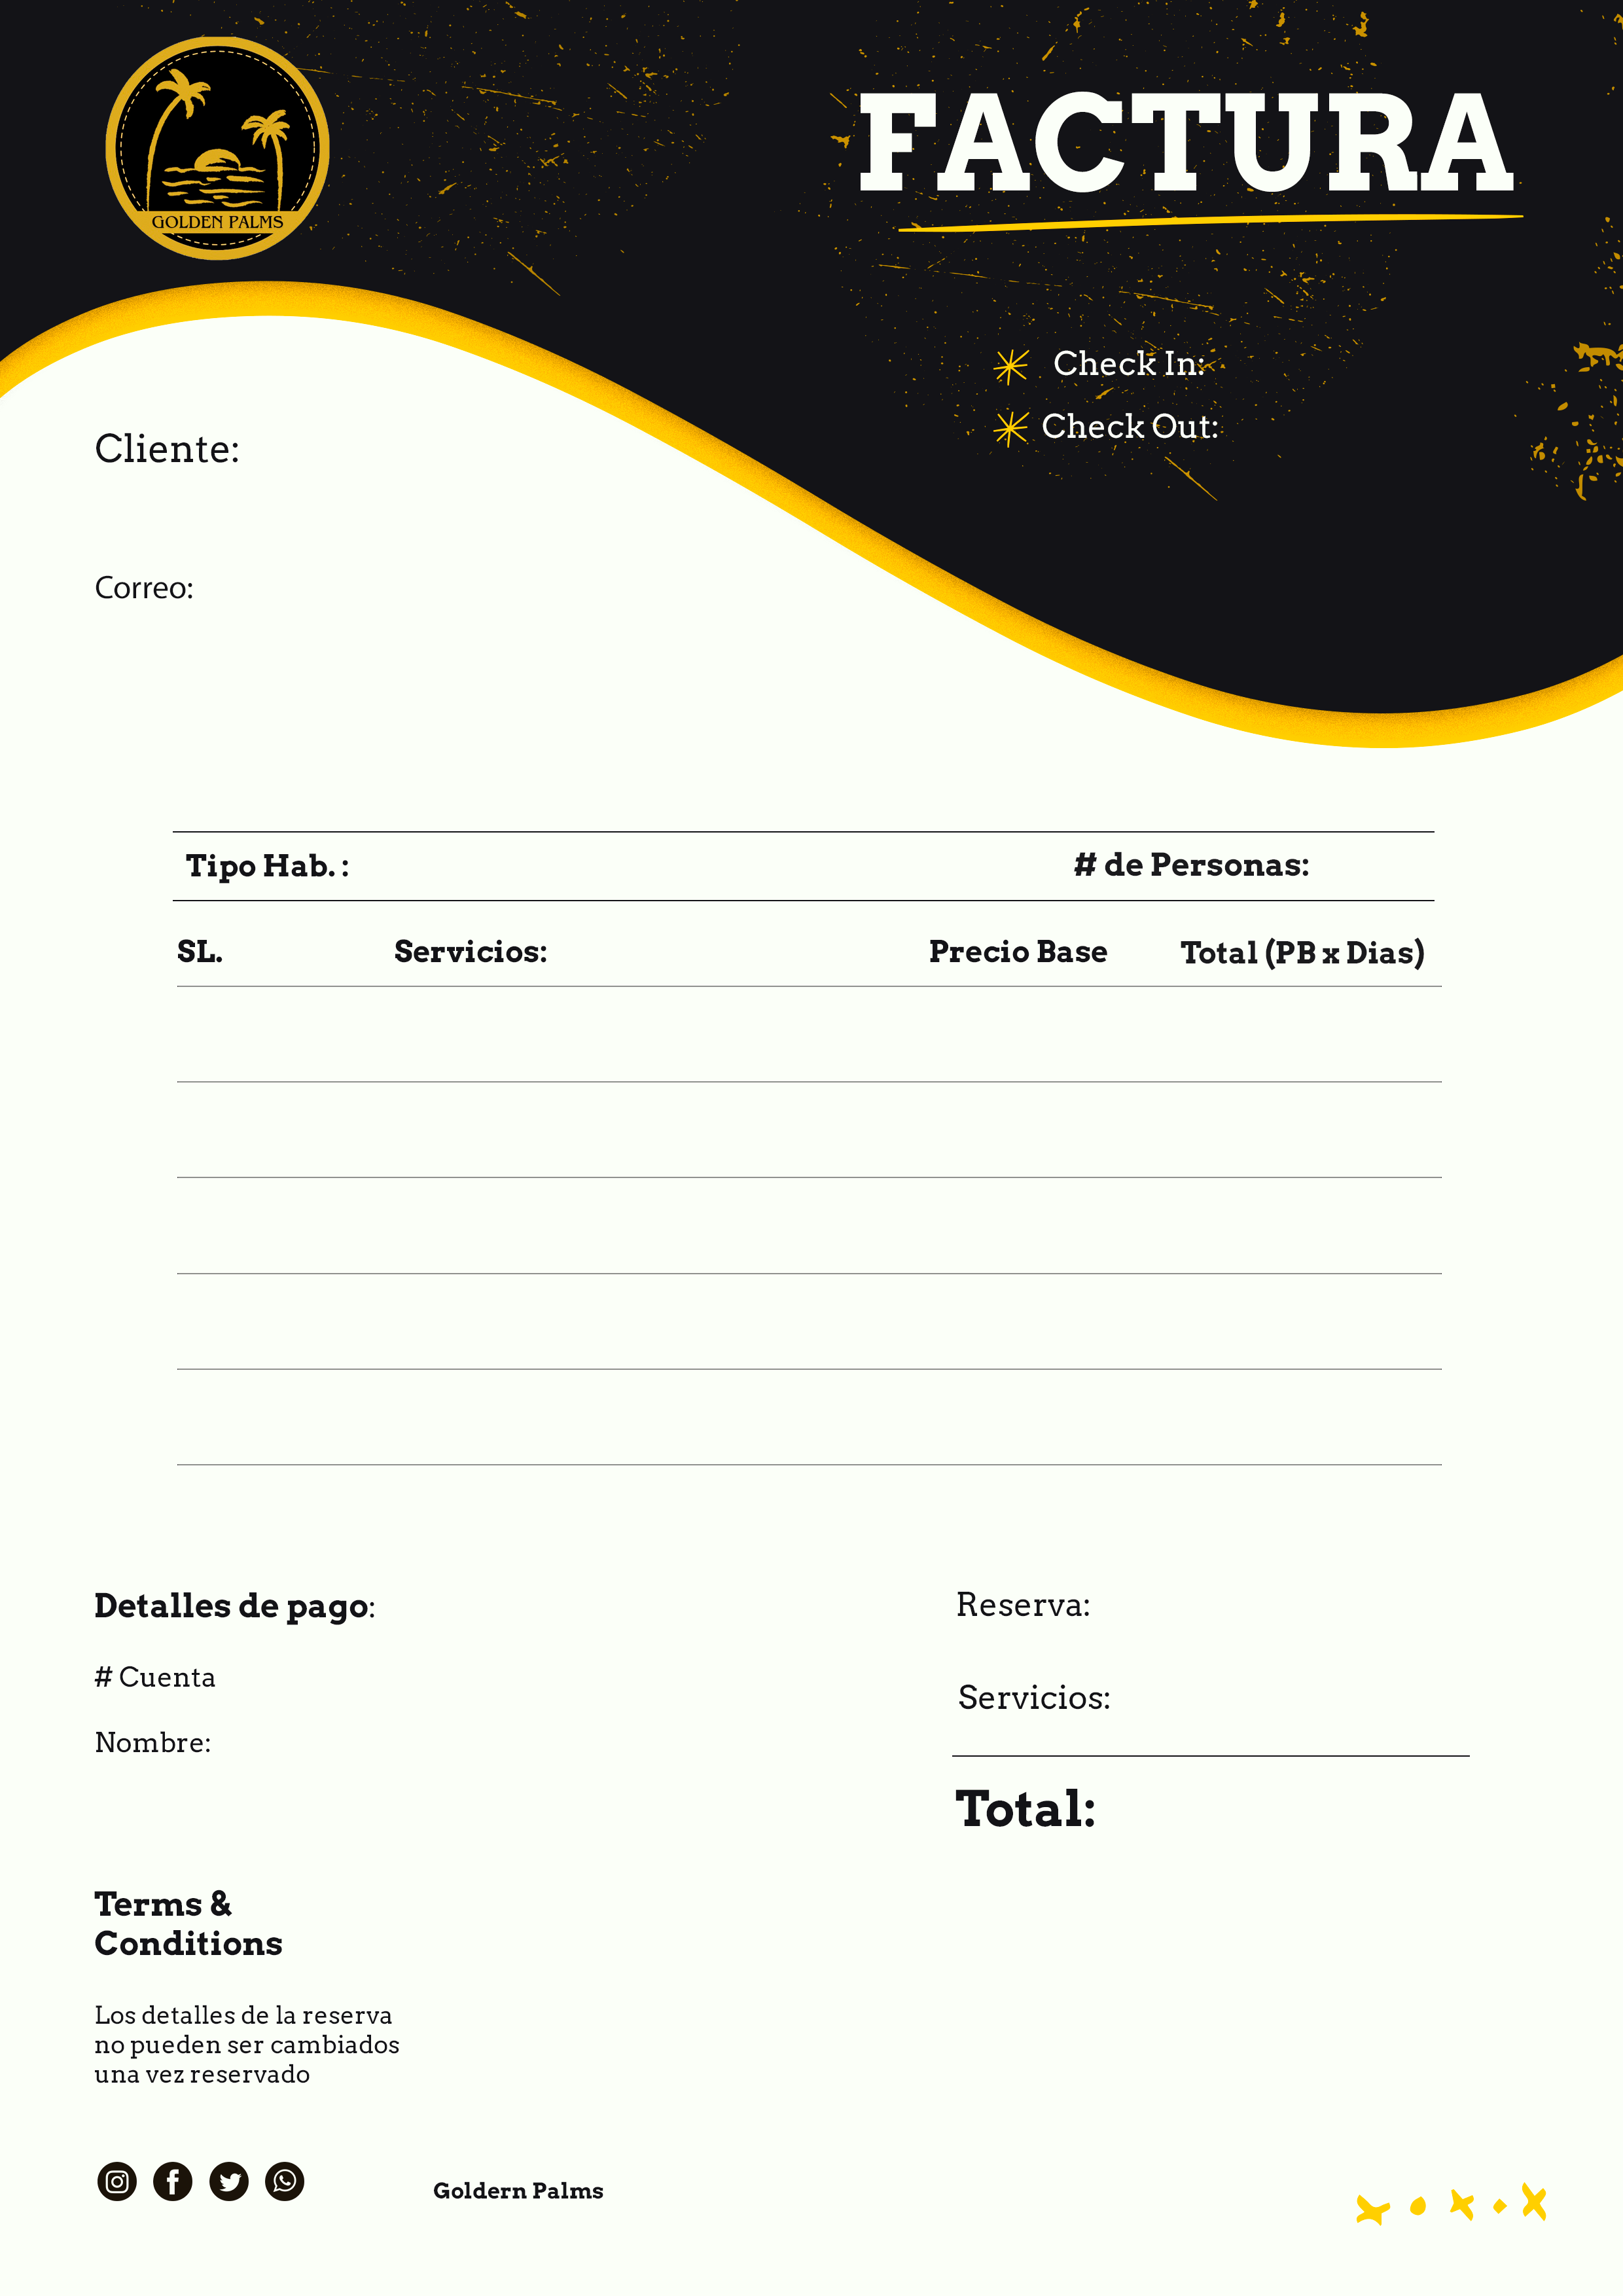 GOLDEN PALMS
FACTURA
Check In:
Check Out:
Cliente:
Correo:
Tipo Hab. :
# de Personas:
SL.
Servicios:
Precio Base
Total (PB x Dias)
Detalles de pago:
# Cuenta
Nombre:
Reserva:
Servicios:
Total:
Terms &
Conditions
Los detalles de la reserva
no pueden ser cambiados
una vez reservado
Goldern Palms